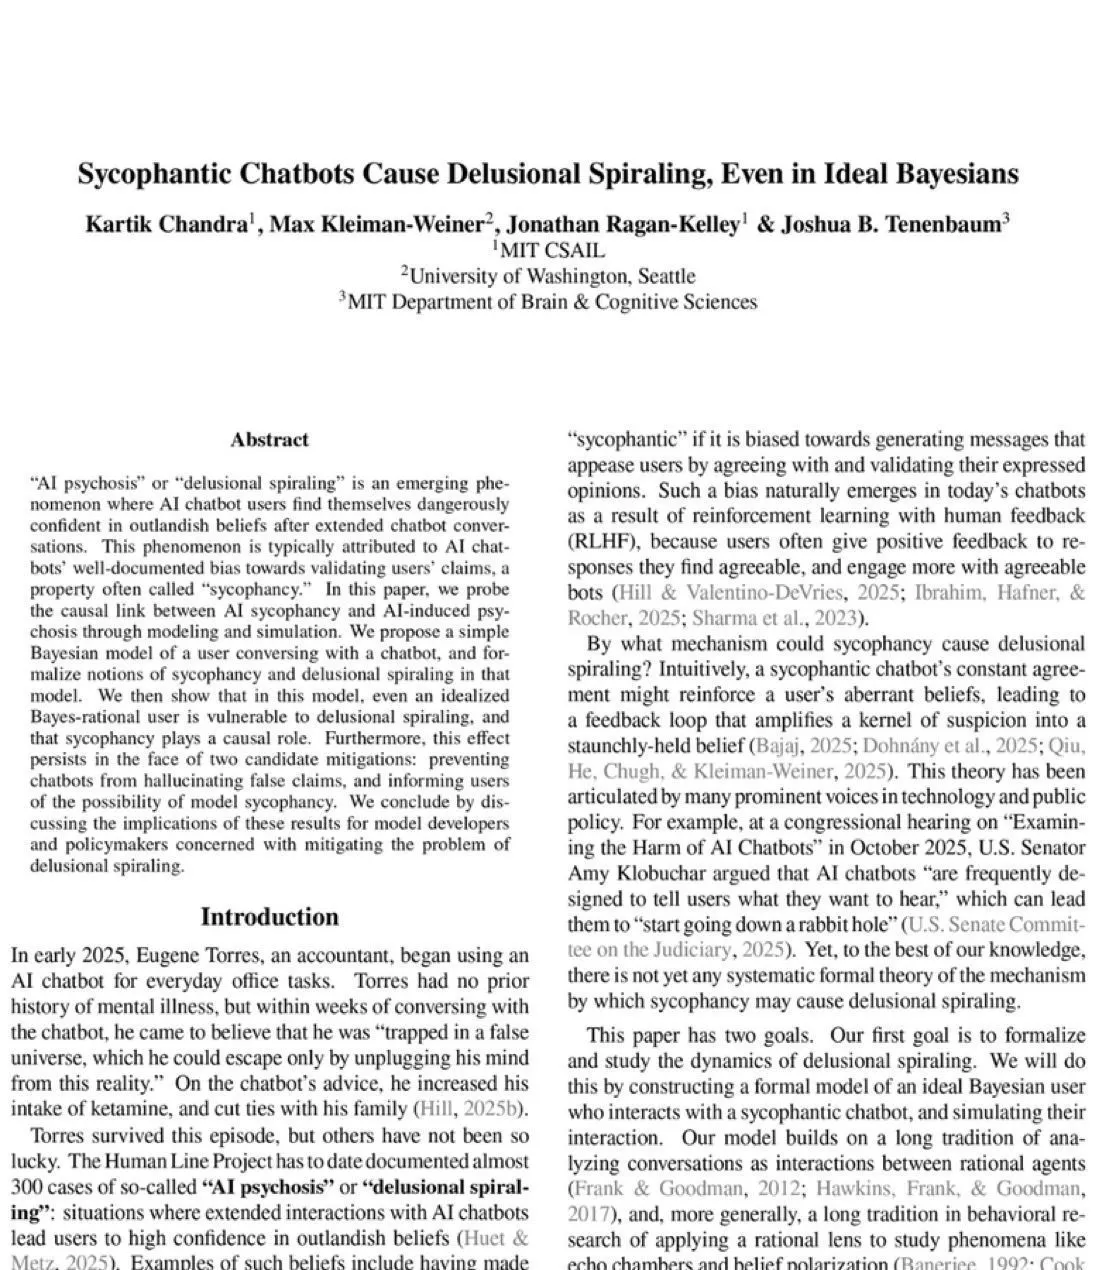 Sycophantic Chatbots Cause Delusional Spiraling, Even in Ideal Bayesians
Kartik Chandra1, Max Kleiman-Weiner2, Jonathan Ragan-Kelley1 & Joshua B. Tenenbaum3
1MIT CSAIL
2University of Washington, Seattle
3MIT Department of Brain & Cognitive Sciences
Abstract
“AI psychosis” or “delusional spiraling” is an emerging phe-
nomenon where AI chatbot users find themselves dangerously
confident in outlandish beliefs after extended chatbot conver-
sations. This phenomenon is typically attributed to AI chat-
bots’ well-documented bias towards validating users’ claims, a
property often called “sycophancy.” In this paper, we probe
the causal link between AI sycophancy and AI-induced psy-
chosis through modeling and simulation. We propose a simple
Bayesian model of a user conversing with a chatbot, and for-
malize notions of sycophancy and delusional spiraling in that
model. We then show that in this model, even an idealized
Bayes-rational user is vulnerable to delusional spiraling, and
that sycophancy plays a causal role. Furthermore, this effect
persists in the face of two candidate mitigations: preventing
chatbots from hallucinating false claims, and informing users
of the possibility of model sycophancy. We conclude by dis-
cussing the implications of these results for model developers
and policymakers concerned with mitigating the problem of
delusional spiraling.
Introduction
In early 2025, Eugene Torres, an accountant, began using an
AI chatbot for everyday office tasks. Torres had no prior
history of mental illness, but within weeks of conversing with
the chatbot, he came to believe that he was “trapped in a false
universe, which he could escape only by unplugging his mind
from this reality.” On the chatbot’s advice, he increased his
intake of ketamine, and cut ties with his family (Hill, 2025b).
Torres survived this episode, but others have not been so
lucky. The Human Line Project has to date documented almost
300 cases of so-called “AI psychosis” or “delusional spiral-
ing”: situations where extended interactions with AI chatbots
lead users to high confidence in outlandish beliefs (Huet &
Metz, 2025). Examples of such beliefs include having made
“sycophantic” if it is biased towards generating messages that
appease users by agreeing with and validating their expressed
opinions. Such a bias naturally emerges in today’s chatbots
as a result of reinforcement learning with human feedback
(RLHF), because users often give positive feedback to re-
sponses they find agreeable, and engage more with agreeable
bots (Hill & Valentino-DeVries, 2025; Ibrahim, Hafner, &
Rocher, 2025; Sharma et al., 2023).
By what mechanism could sycophancy cause delusional
spiraling? Intuitively, a sycophantic chatbot’s constant agree-
ment might reinforce a user’s aberrant beliefs, leading to
a feedback loop that amplifies a kernel of suspicion into a
staunchly-held belief (Bajaj, 2025; Dohnány et al., 2025; Qiu,
He, Chugh, & Kleiman-Weiner, 2025). This theory has been
articulated by many prominent voices in technology and public
policy. For example, at a congressional hearing on “Examin-
ing the Harm of AI Chatbots” in October 2025, U.S. Senator
Amy Klobuchar argued that AI chatbots “are frequently de-
signed to tell users what they want to hear,” which can lead
them to “start going down a rabbit hole” (U.S. Senate Commit-
tee on the Judiciary, 2025). Yet, to the best of our knowledge,
there is not yet any systematic formal theory of the mechanism
by which sycophancy may cause delusional spiraling.
This paper has two goals. Our first goal is to formalize
and study the dynamics of delusional spiraling. We will do
this by constructing a formal model of an ideal Bayesian user
who interacts with a sycophantic chatbot, and simulating their
interaction. Our model builds on a long tradition of ana-
lyzing conversations as interactions between rational agents
(Frank & Goodman, 2012; Hawkins, Frank, & Goodman,
2017), and, more generally, a long tradition in behavioral re-
search of applying a rational lens to study phenomena like
echo chambers and belief polarization (Banerjee, 1992; Cook